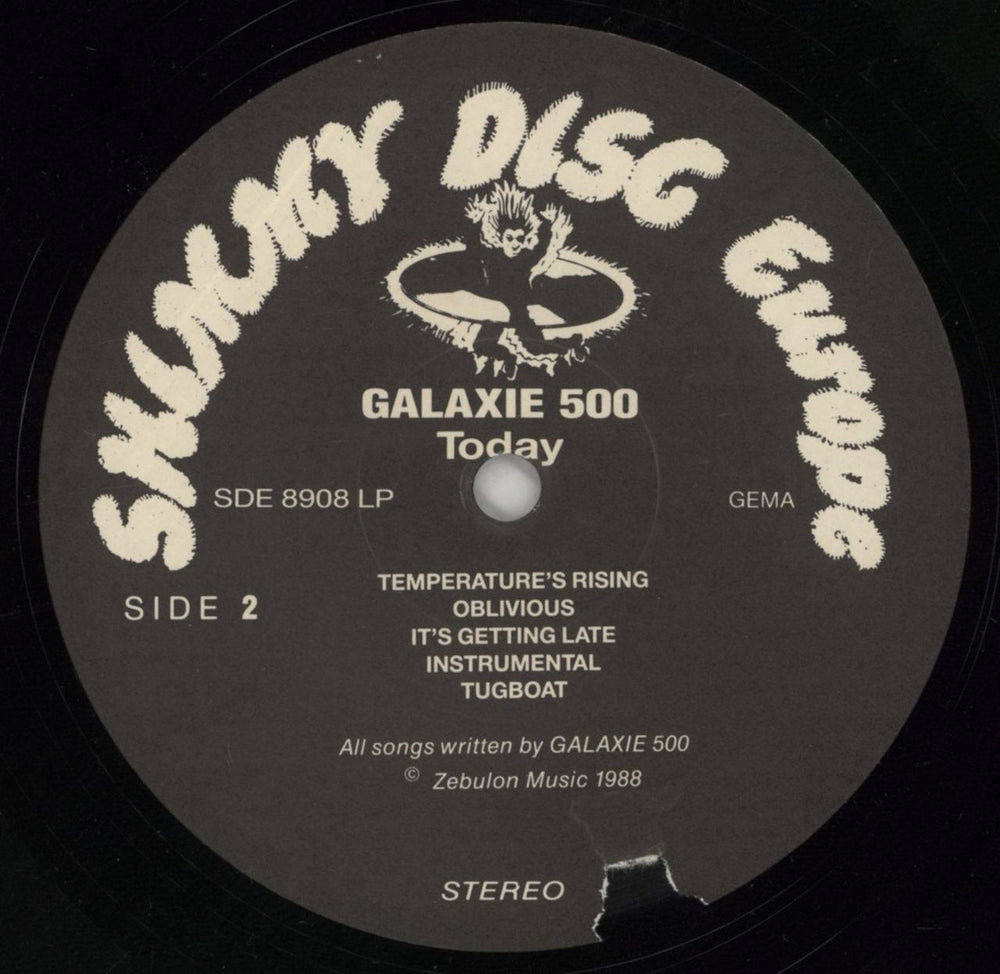 SHIMMY DISC Europe
GALAXIE 500
Today
SDE 8908 LP
GEMA
SIDE 2
TEMPERATURE'S RISING
OBLIVIOUS
IT'S GETTING LATE
INSTRUMENTAL
TUGBOAT
All songs written by GALAXIE 500
© Zebulon Music 1988
STEREO